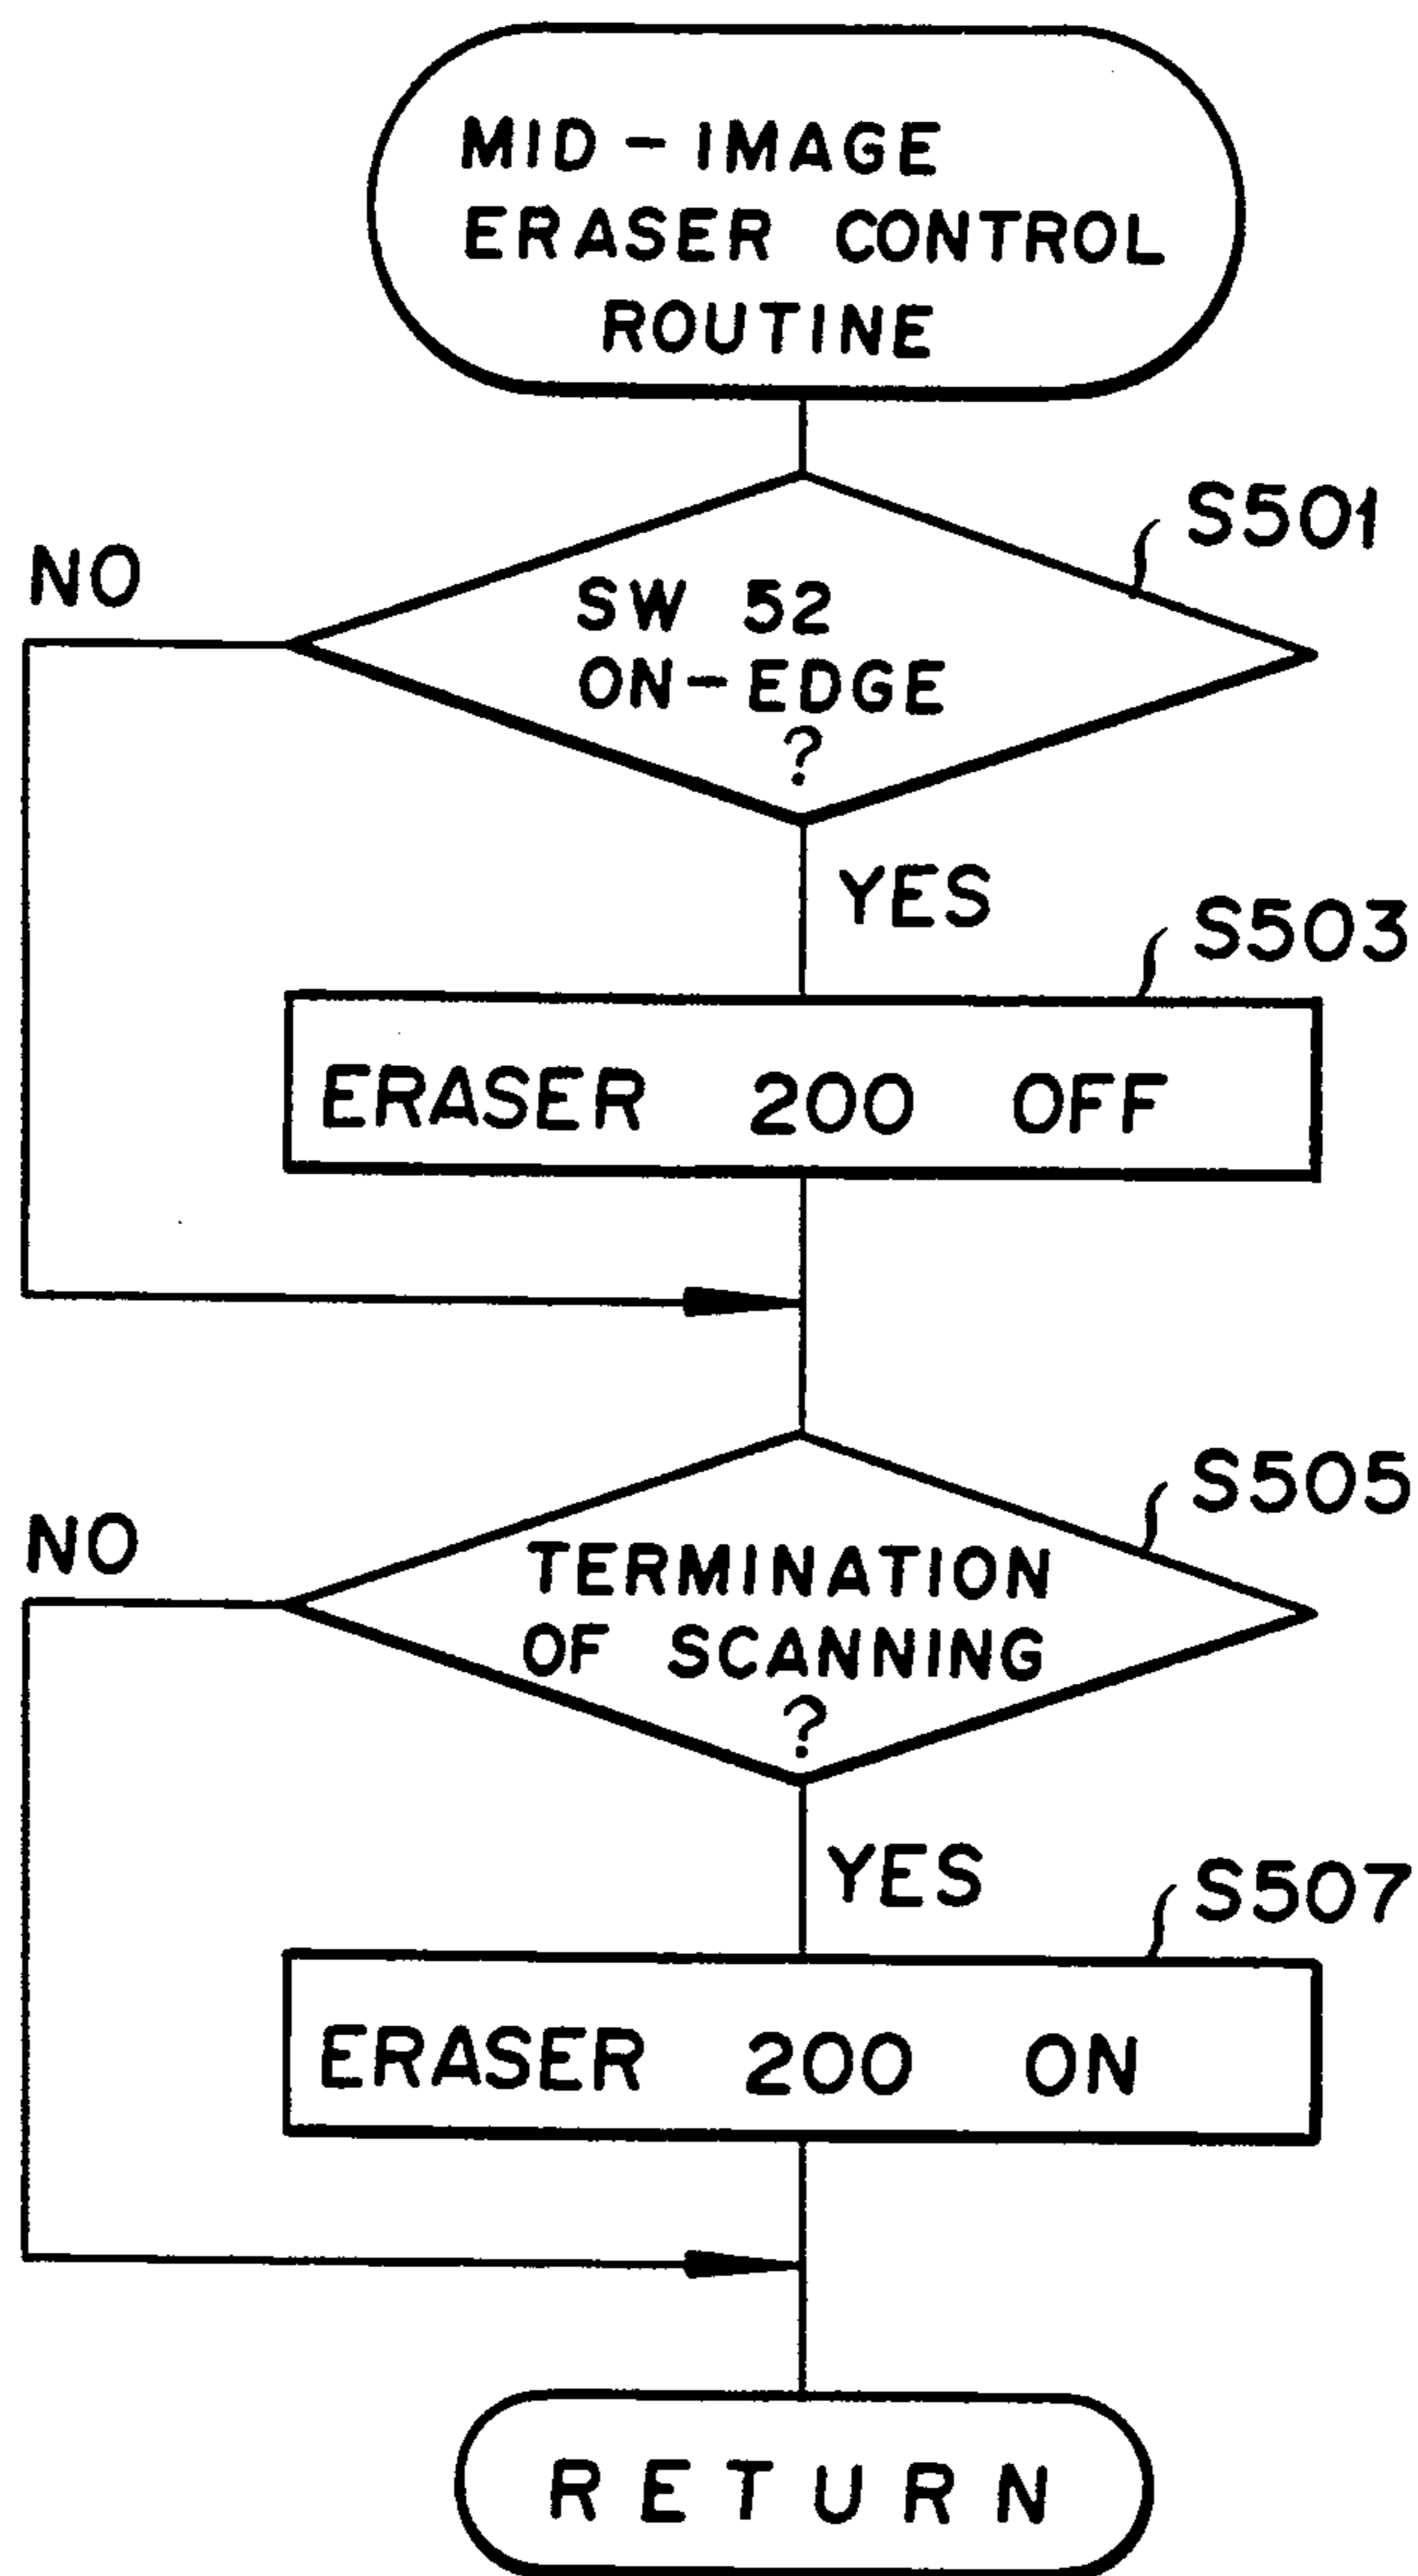 MID-IMAGE
ERASER CONTROL
ROUTINE
S501
NO
SW 52
ON-EDGE
?
YES
S503
ERASER 200 OFF
S505
NO
TERMINATION
OF SCANNING
?
YES
S507
ERASER 200 ON
RETURN